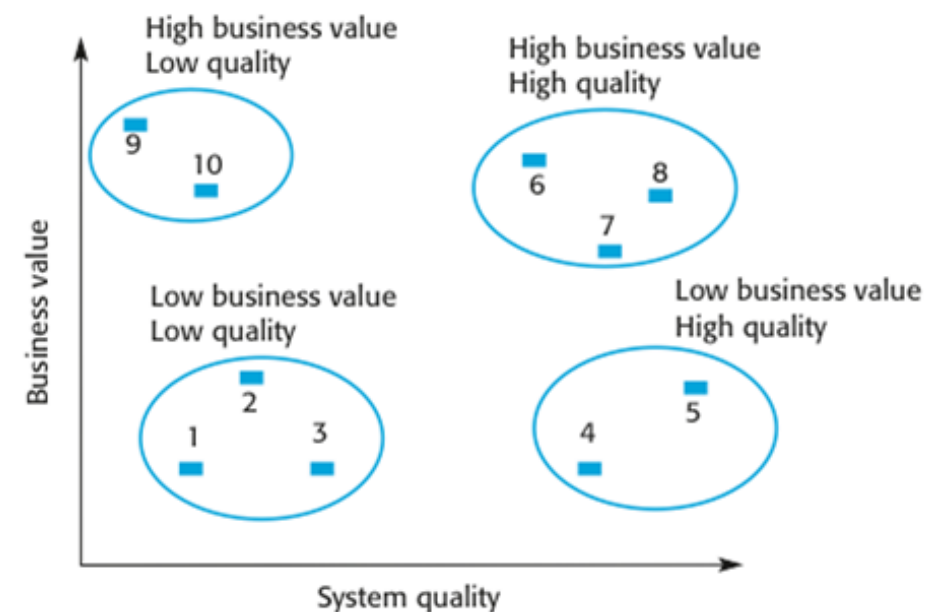 High business value
Low quality
High business value
High quality
9
10
6
8
7
Business value
Low business value
Low quality
Low business value
High quality
2
1
3
5
4
System quality